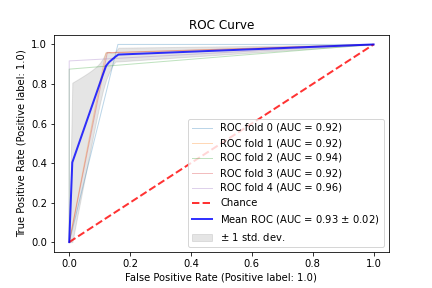 ROC Curve
True Positive Rate (Positive label: 1.0)
1.0
0.8
0.6
0.4
0.2
0.0
ROC fold 0 (AUC = 0.92)
ROC fold 1 (AUC = 0.92)
ROC fold 2 (AUC = 0.94)
ROC fold 3 (AUC = 0.92)
ROC fold 4 (AUC = 0.96)
Chance
Mean ROC (AUC = 0.93 ± 0.02)
± 1 std. dev.
0.0 0.2 0.4 0.6 0.8 1.0
False Positive Rate (Positive label: 1.0)